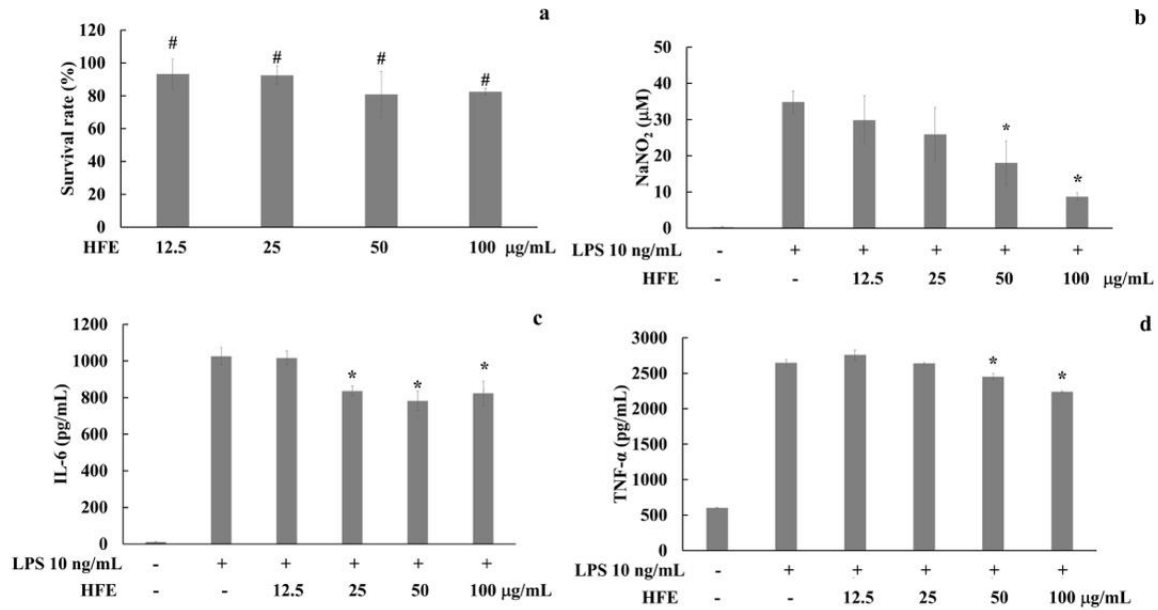 a
120
100
80
60
40
20
0
Survival rate (%)
# # # #
HFE 12.5 25 50 100 μg/mL
b
50
40
30
20
10
0
NaNO₂ (μM)
* *
LPS 10 ng/mL - + + + + +
HFE - - 12.5 25 50 100 μg/mL
c
1200
1000
800
600
400
200
0
IL-6 (pg/mL)
* * *
LPS 10 ng/mL - + + + + +
HFE - - 12.5 25 50 100 μg/mL
d
3000
2500
2000
1500
1000
500
0
TNF-α (pg/mL)
* *
LPS 10 ng/mL - + + + + +
HFE - - 12.5 25 50 100 μg/mL